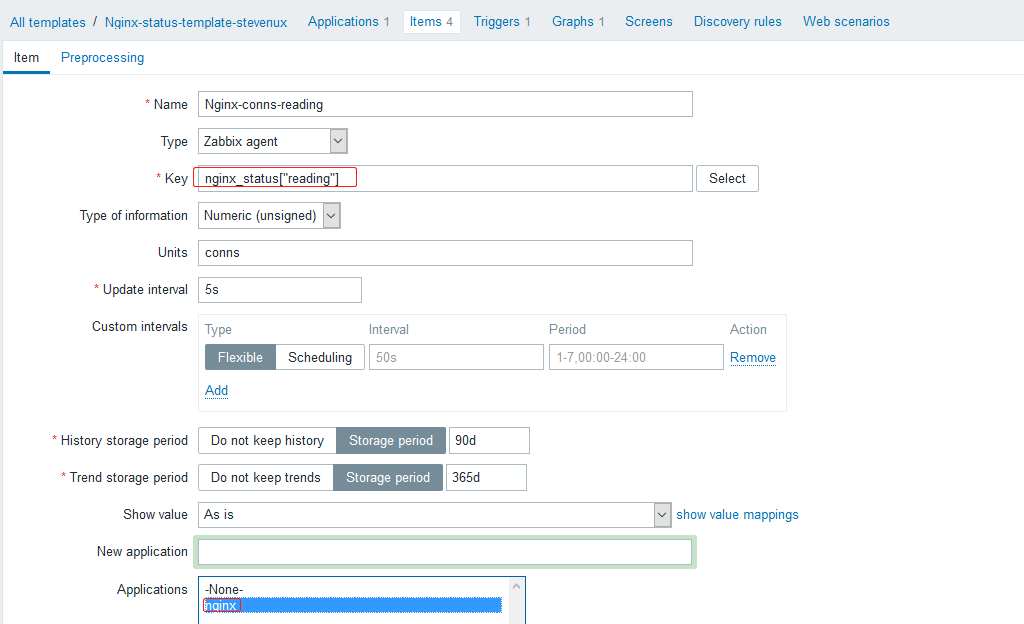 All templates / Nginx-status-template-stevenux Applications 1 Items 4 Triggers 1 Graphs 1 Screens Discovery rules Web scenarios
Item Preprocessing
* Name Nginx-conns-reading
Type Zabbix agent
* Key nginx_status["reading"] Select
Type of information Numeric (unsigned)
Units conns
* Update interval 5s
Custom intervals Type Interval Period Action
Flexible Scheduling 50s 1-7,00:00-24:00 Remove
Add
* History storage period Do not keep history Storage period 90d
* Trend storage period Do not keep trends Storage period 365d
Show value As is show value mappings
New application
Applications -None-
nginx